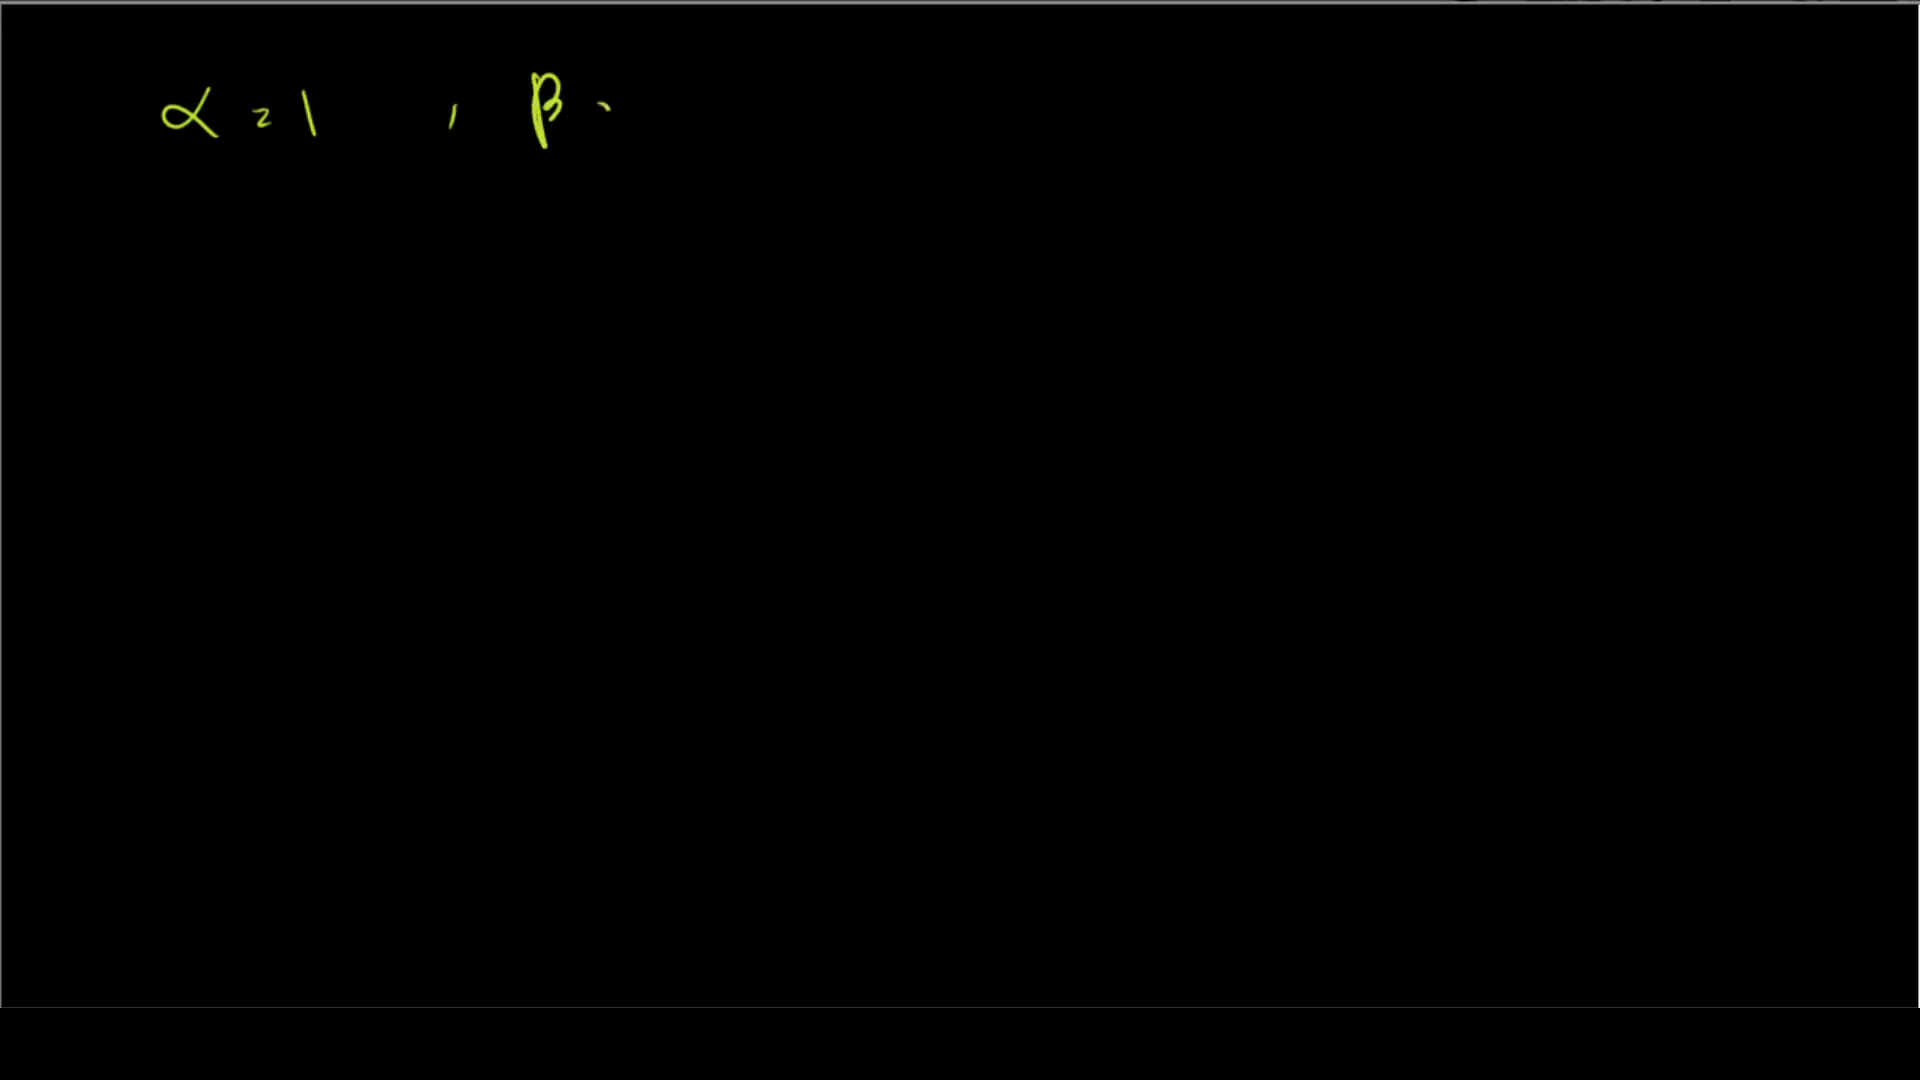 α = 1 , β